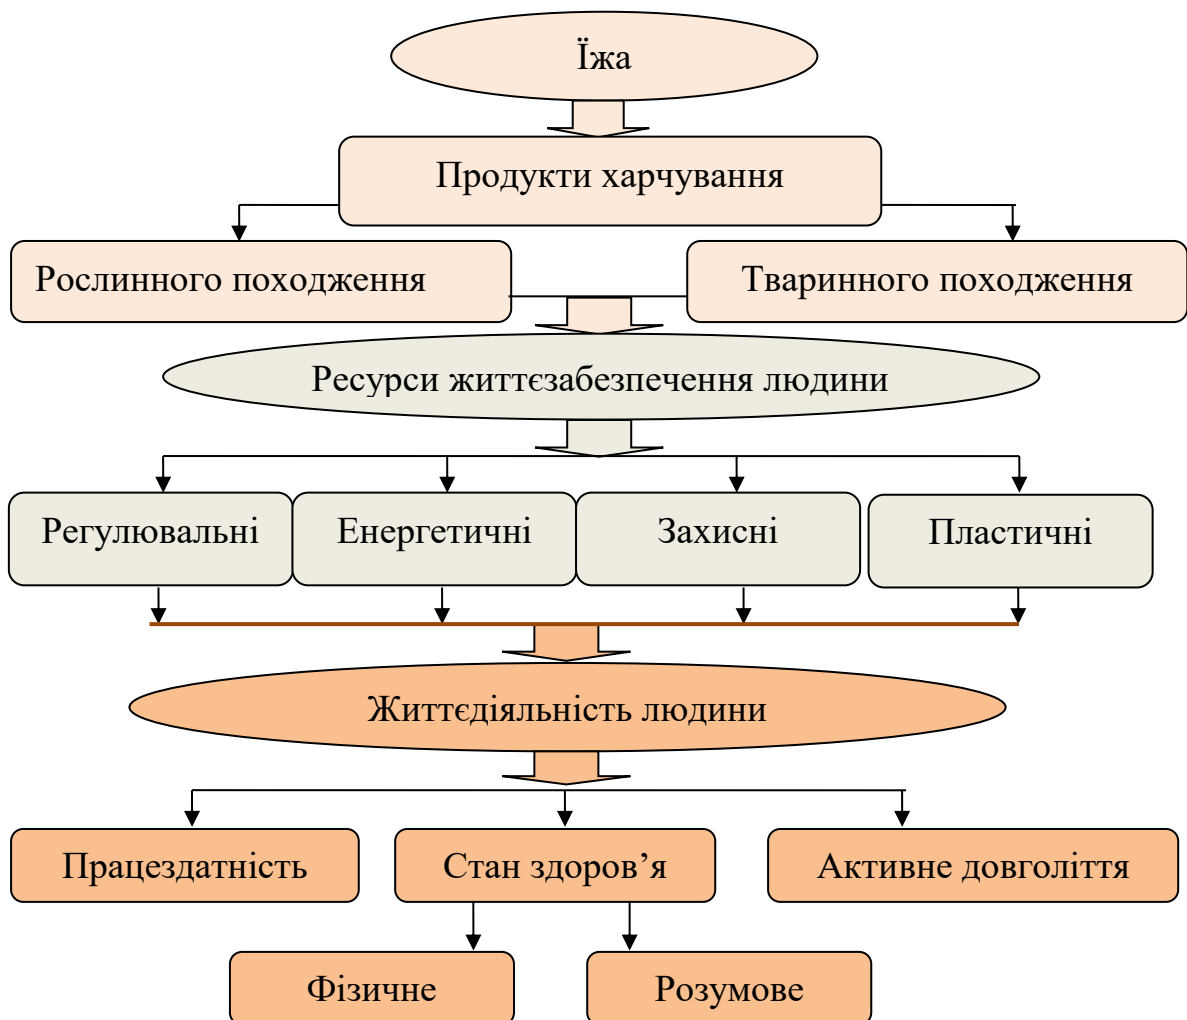 Їжа
Продукти харчування
Рослинного походження
Тваринного походження
Ресурси життєзабезпечення людини
Регулювальні
Енергетичні
Захисні
Пластичні
Життєдіяльність людини
Працездатність
Стан здоров’я
Активне довголіття
Фізичне
Розумове